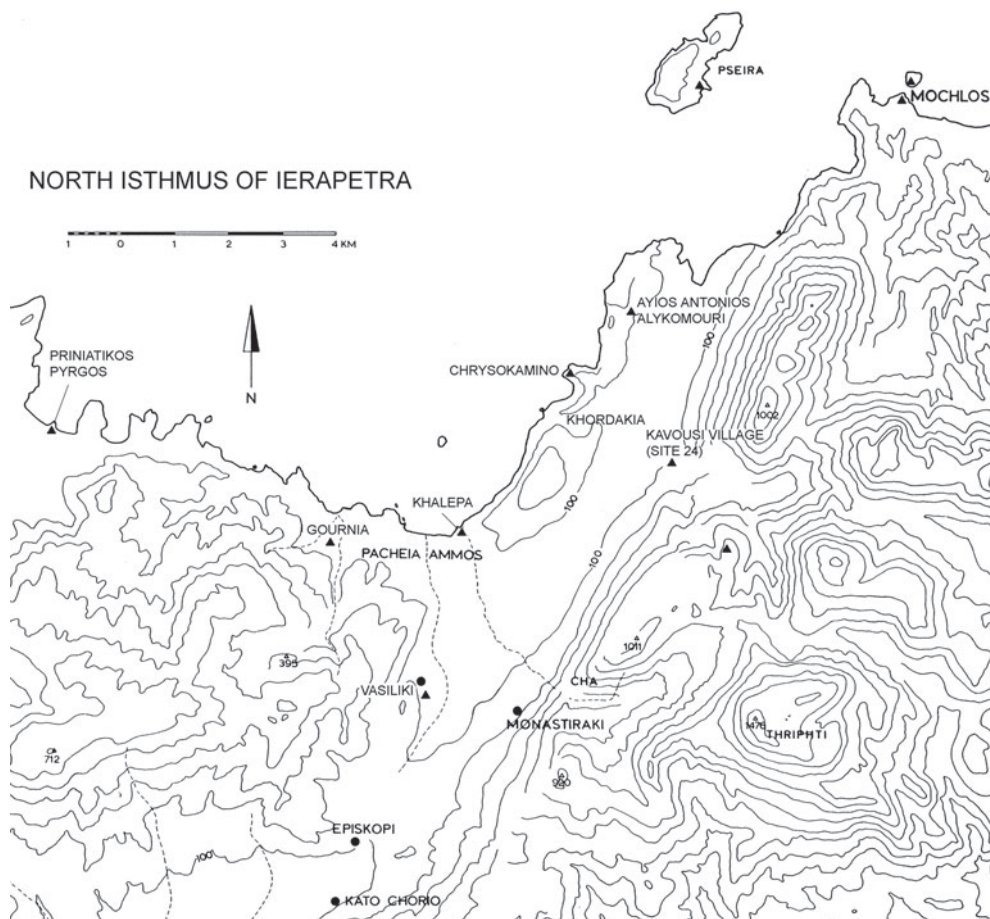 PSEIRA
MOCHLOS
NORTH ISTHMUS OF IERAPETRA
1 0 1 2 3 4 KM
AYIOS ANTONIOS
ALYKOMOURI
100
PRINIATIKOS
PYRGOS
N
CHRYSOKAMINO
1002
KHORDAKIA
KAVOUSI VILLAGE
(SITE 24)
100
KHALEPA
GOURNIA
PACHEIA AMMOS
100
1011
395
CHA
VASILIKI
MONASTIRAKI
1476
THRIPHTI
712
EPISKOPI
100
KATO CHORIO